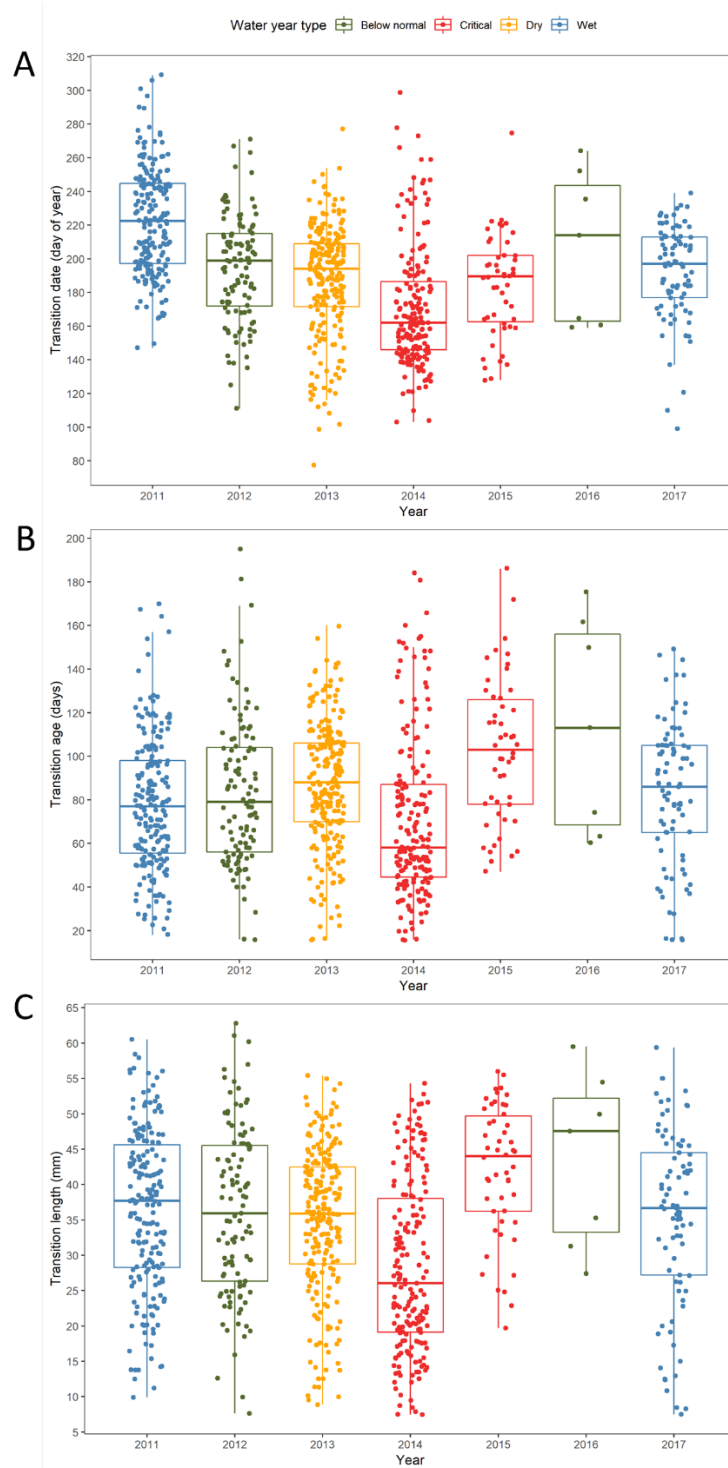 Water year type Below normal Critical Dry Wet
A
320
300
280
260
240
220
200
180
160
140
120
100
80
Transition date (day of year)
2011 2012 2013 2014 2015 2016 2017
Year
B
200
180
160
140
120
100
80
60
40
20
Transition age (days)
2011 2012 2013 2014 2015 2016 2017
Year
C
65
60
55
50
45
40
35
30
25
20
15
10
5
Transition length (mm)
2011 2012 2013 2014 2015 2016 2017
Year